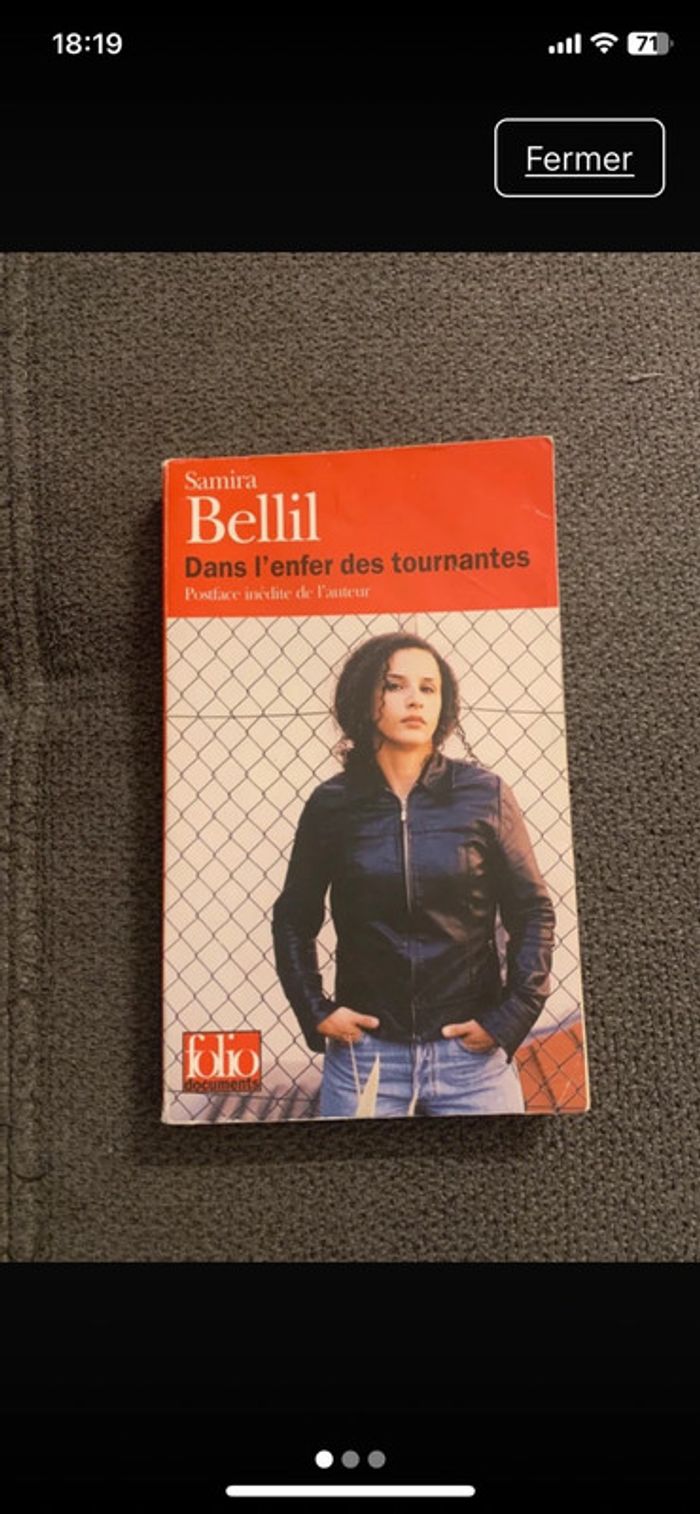 18:19
71
Fermer
Samira
Bellil
Dans l'enfer des tournantes
Postface inédite de l'auteur
folio
documents